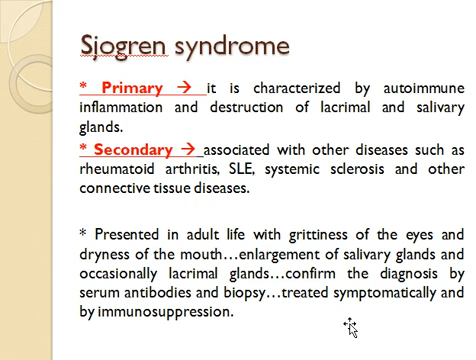 Sjogren syndrome
* Primary → it is characterized by autoimmune
inflammation and destruction of lacrimal and salivary
glands.
* Secondary → associated with other diseases such as
rheumatoid arthritis, SLE, systemic sclerosis and other
connective tissue diseases.
* Presented in adult life with grittiness of the eyes and
dryness of the mouth…enlargement of salivary glands and
occasionally lacrimal glands…confirm the diagnosis by
serum antibodies and biopsy…treated symptomatically and
by immunosuppression.